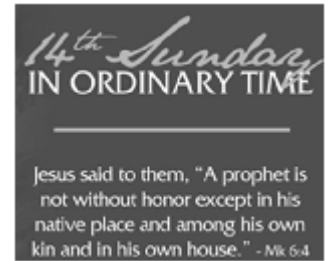 14th Sunday
IN ORDINARY TIME
Jesus said to them, “A prophet is
not without honor except in his
native place and among his own
kin and in his own house.” - Mk 6:4